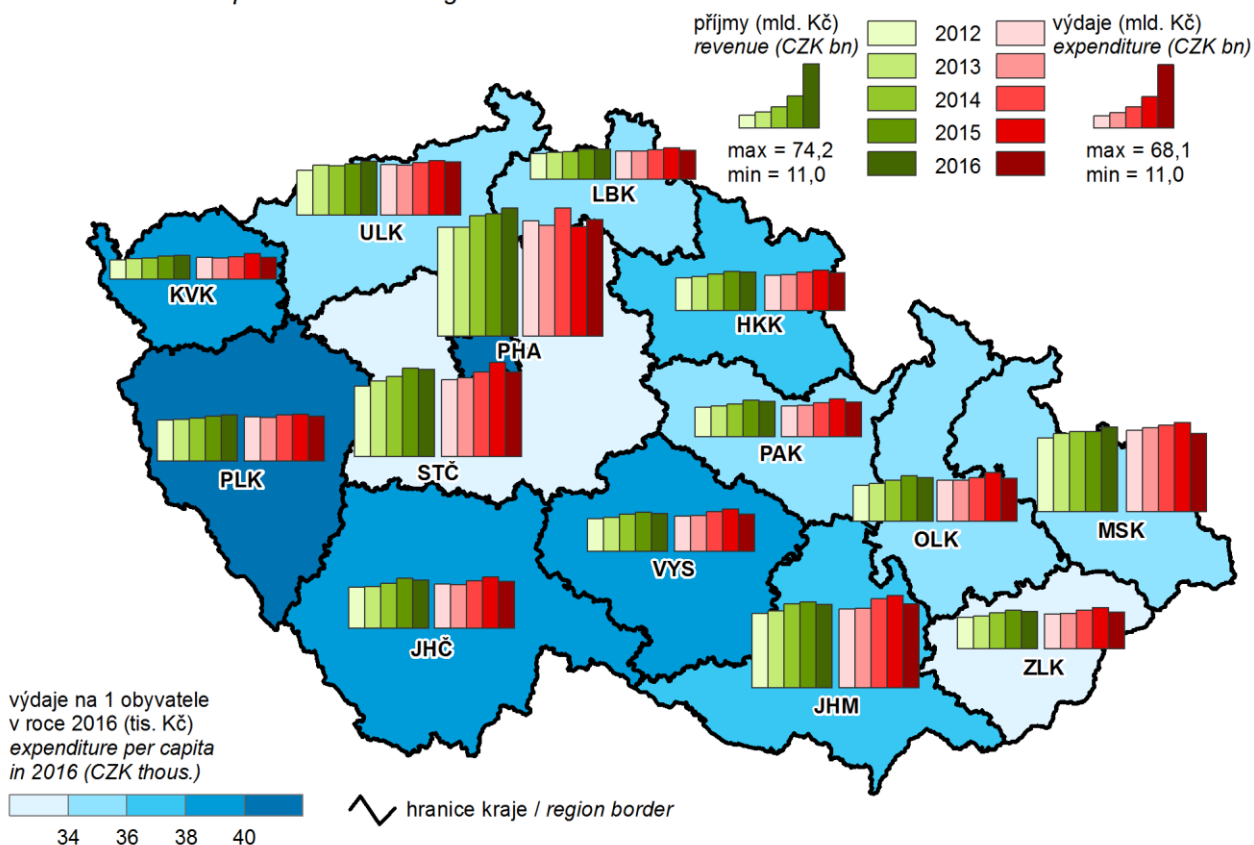 příjmy (mld. Kč)
revenue (CZK bn)
2012
výdaje (mld. Kč)
expenditure (CZK bn)
2013
2014
2015
2016
max = 74,2
min = 11,0
max = 68,1
min = 11,0
LBK
ULK
KVK
HKK
PHA
PAK
STČ
PLK
MSK
OLK
VYS
JHČ
ZLK
JHM
výdaje na 1 obyvatele
v roce 2016 (tis. Kč)
expenditure per capita
in 2016 (CZK thous.)
34 36 38 40
hranice kraje / region border